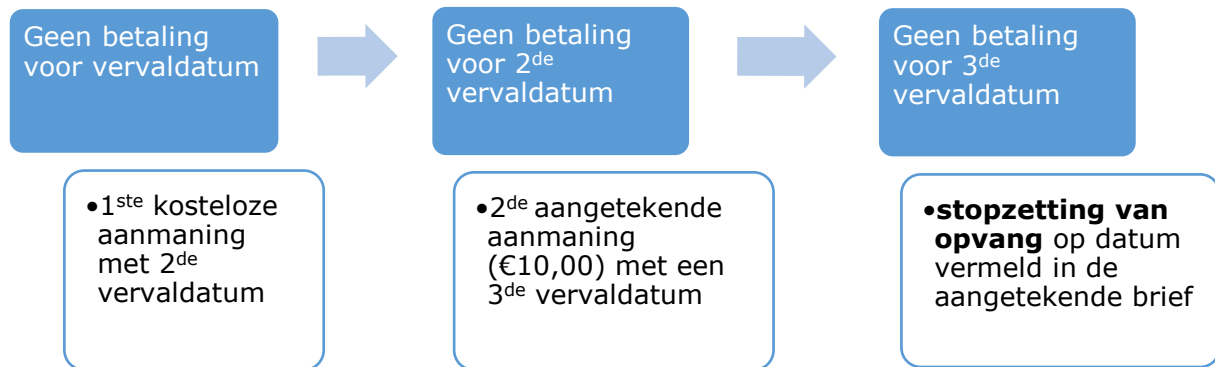 Geen betaling
voor vervaldatum
•1ste kosteloze
aanmaning
met 2de
vervaldatum
Geen betaling
voor 2de
vervaldatum
•2de aangetekende
aanmaning
(€10,00) met een
3de vervaldatum
Geen betaling
voor 3de
vervaldatum
•stopzetting van
opvang op datum
vermeld in de
aangetekende brief